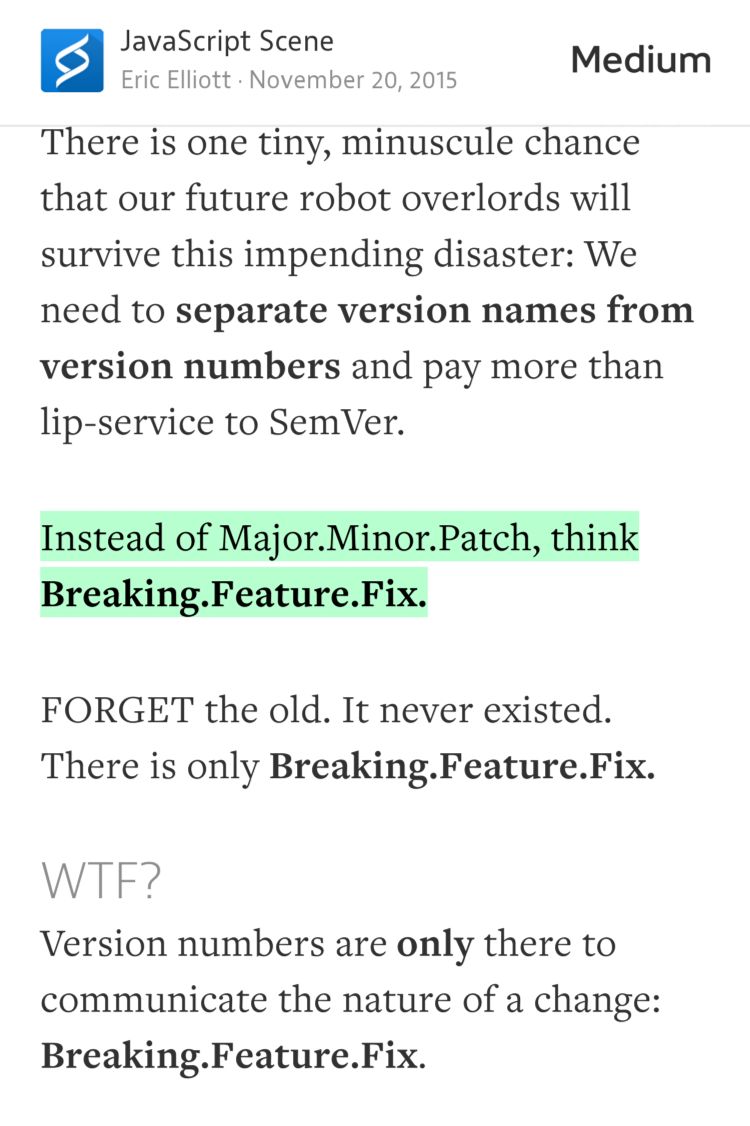 JavaScript Scene
Eric Elliott · November 20, 2015
Medium
There is one tiny, minuscule chance
that our future robot overlords will
survive this impending disaster: We
need to separate version names from
version numbers and pay more than
lip-service to SemVer.
Instead of Major.Minor.Patch, think
Breaking.Feature.Fix.
FORGET the old. It never existed.
There is only Breaking.Feature.Fix.
WTF?
Version numbers are only there to
communicate the nature of a change:
Breaking.Feature.Fix.